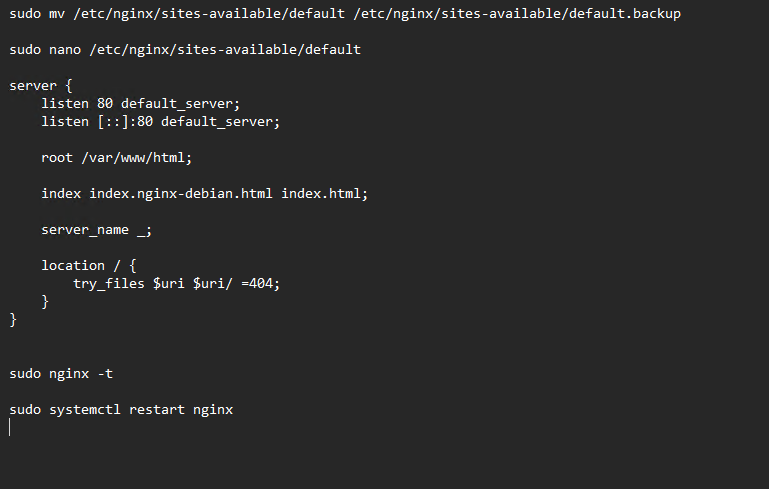 sudo mv /etc/nginx/sites-available/default /etc/nginx/sites-available/default.backup
sudo nano /etc/nginx/sites-available/default
server {
    listen 80 default_server;
    listen [::]:80 default_server;
    root /var/www/html;
    index index.nginx-debian.html index.html;
    server_name _;
    location / {
        try_files $uri $uri/ =404;
    }
}
sudo nginx -t
sudo systemctl restart nginx